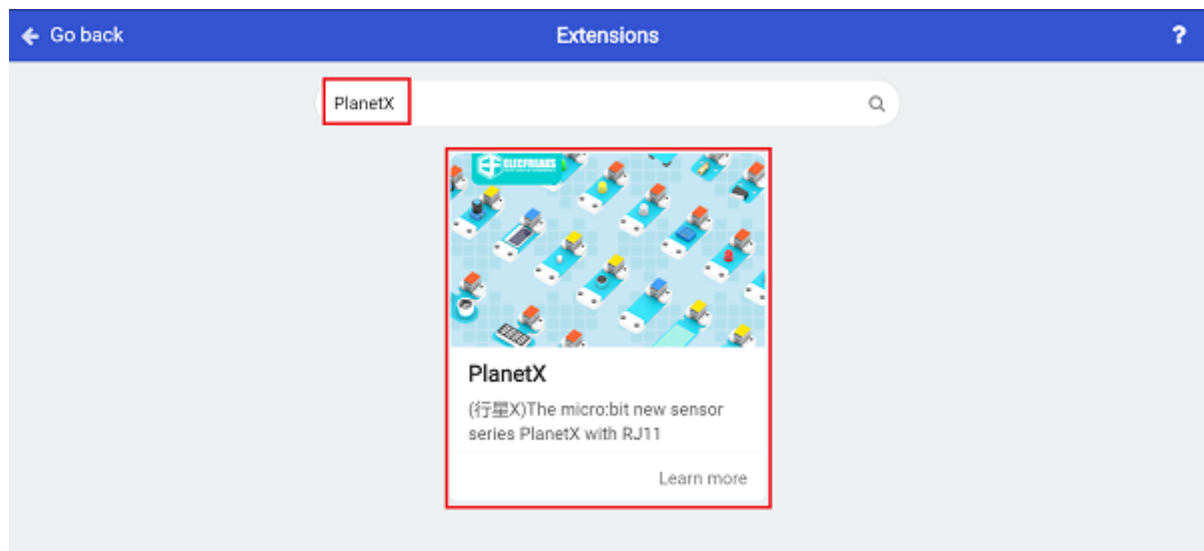 Go back
Extensions
?
PlanetX
ELECFREAKS
PlanetX
(行星X)The micro:bit new sensor
series PlanetX with RJ11
Learn more